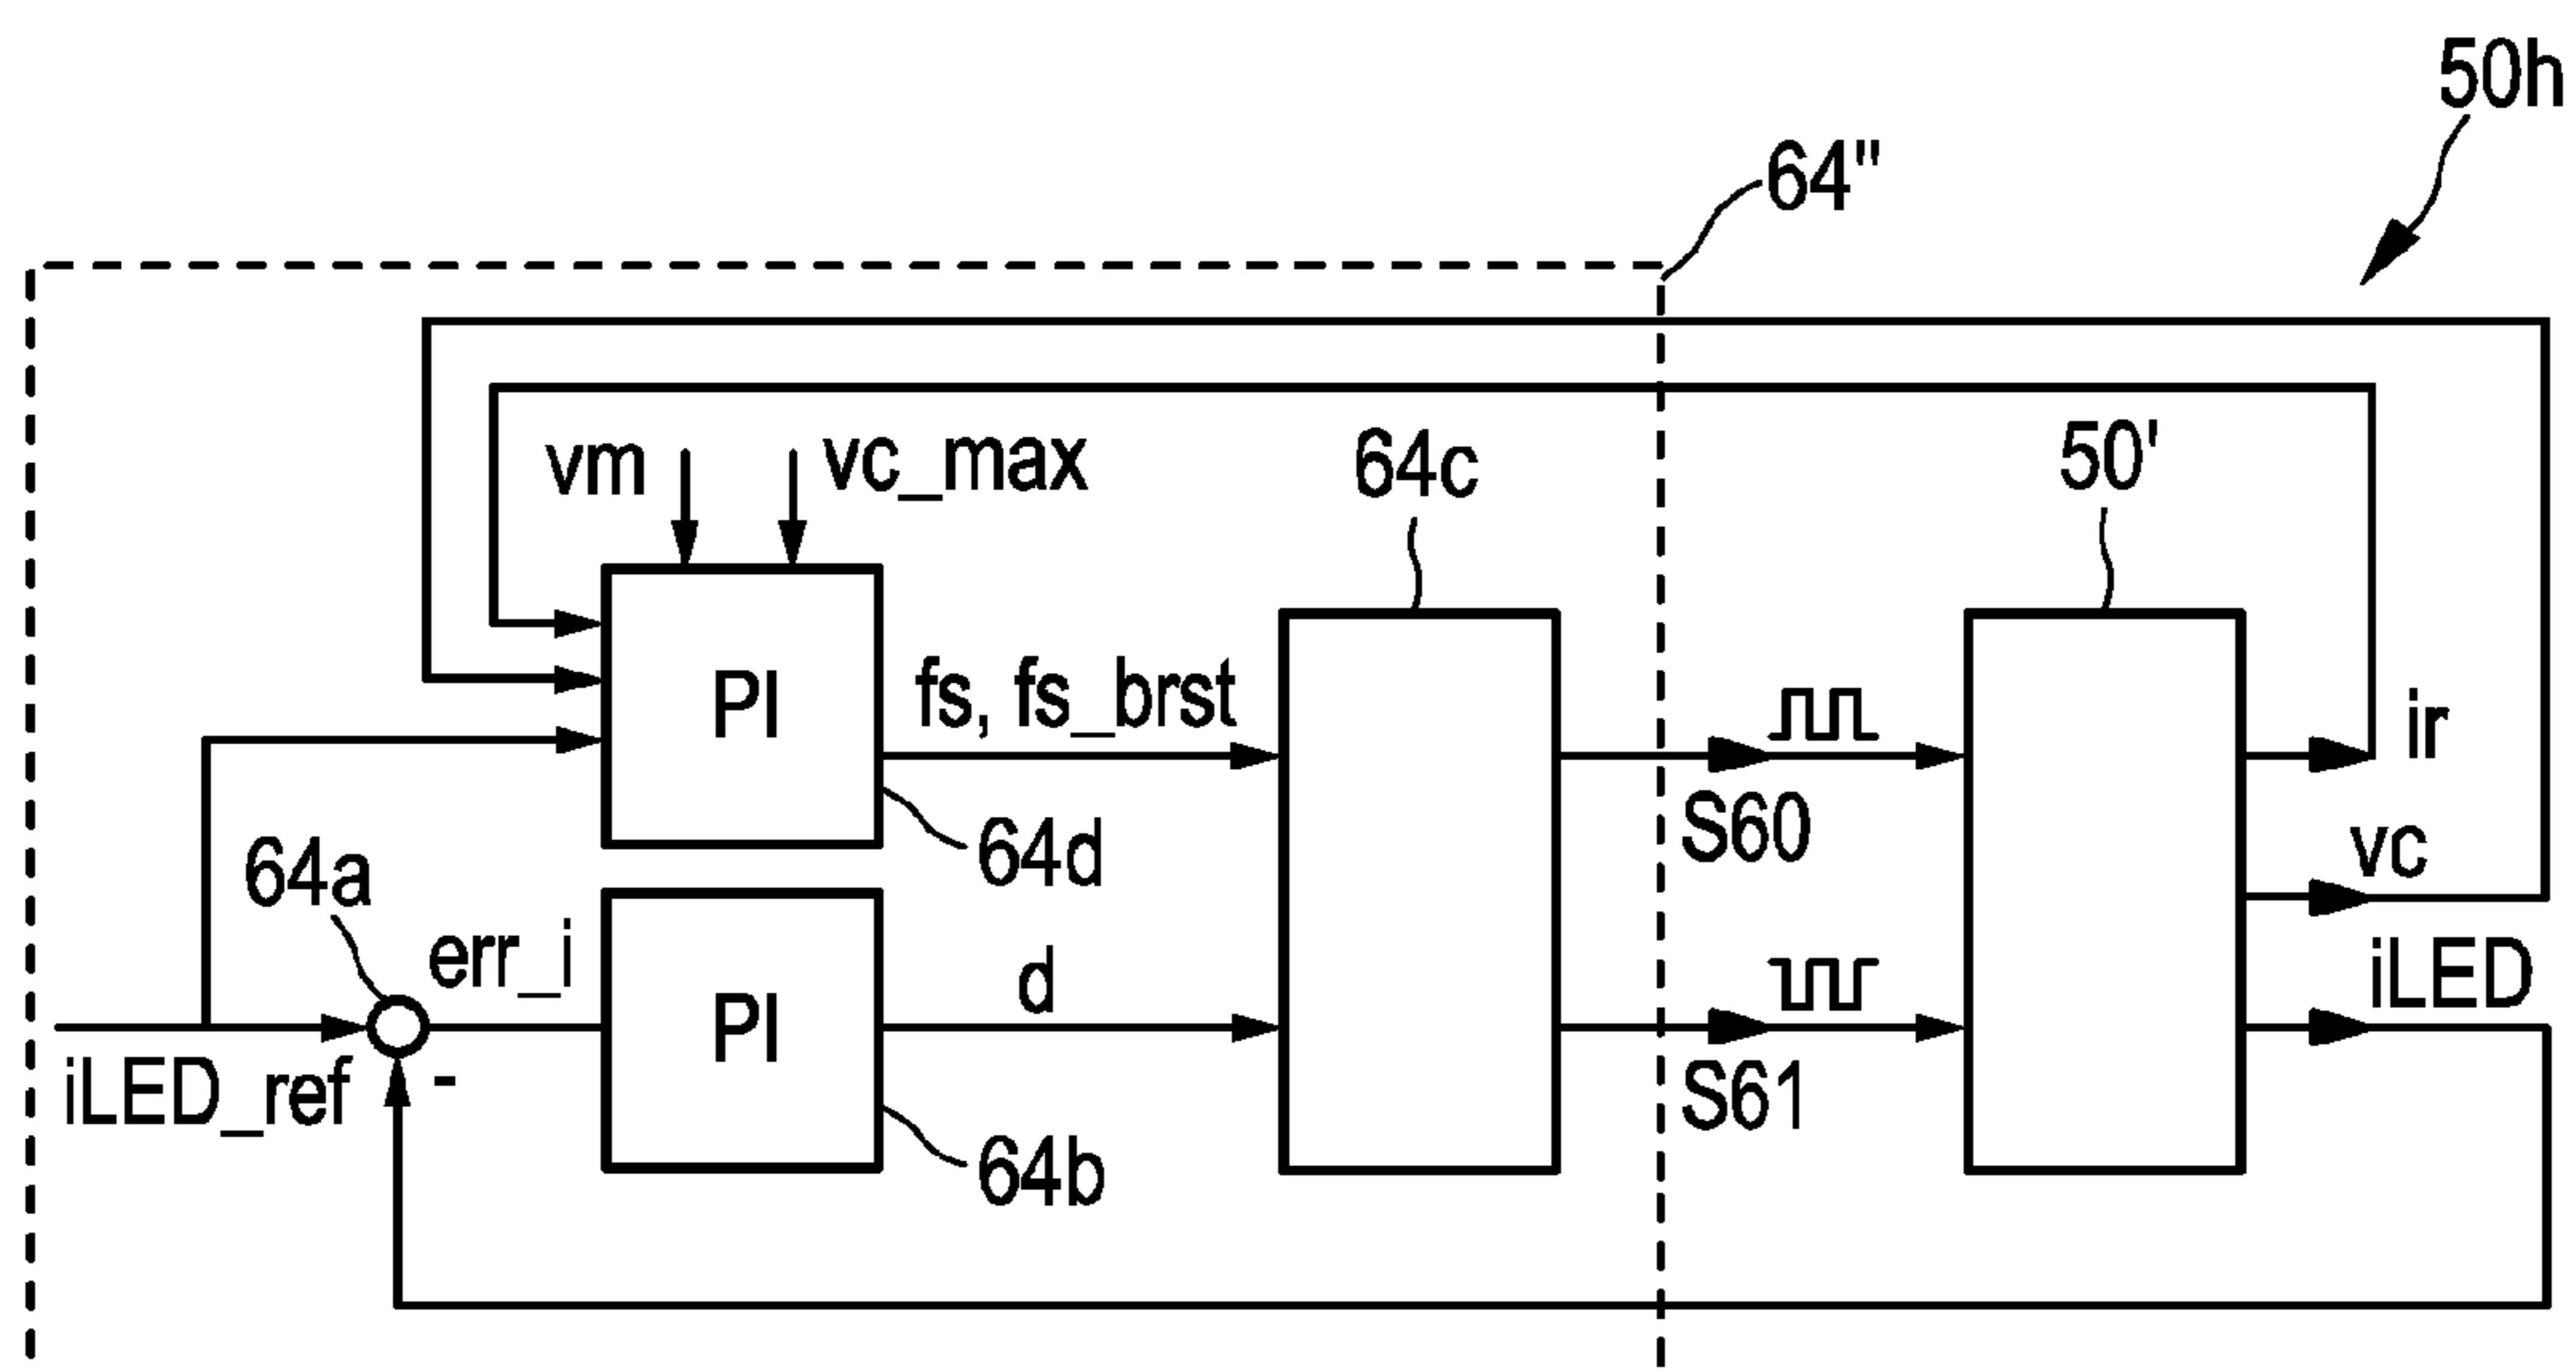 50h
64"
vm
vc_max
64c
50'
PI
fs, fs_brst
ir
S60
64d
vc
64a
err_i
PI
d
iLED
iLED_ref
-
S61
64b